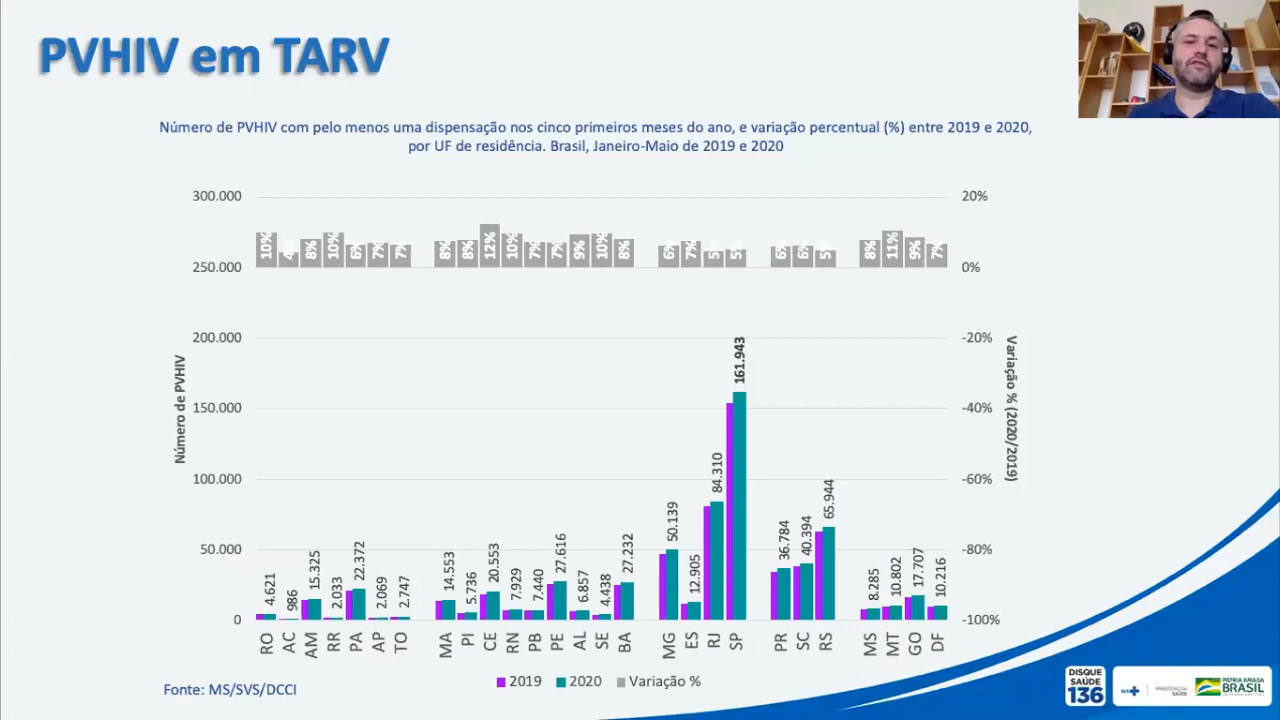 PVHIV em TARV
Número de PVHIV com pelo menos uma dispensação nos cinco primeiros meses do ano, e variação percentual (%) entre 2019 e 2020,
por UF de residência. Brasil, Janeiro-Maio de 2019 e 2020
300.000
250.000
200.000
150.000
100.000
50.000
0
Número de PVHIV
20%
0%
-20%
-40%
-60%
-80%
-100%
Variação % (2020/2019)
10% 4% 8% 10% 6% 7% 7%
8% 8% 12% 10% 7% 7% 9% 10% 8%
6% 7% 5% 5%
6% 6% 5%
8% 11% 9% 7%
4.621 986 15.325 2.033 22.372 2.069 2.747
14.553 5.736 20.553 7.929 7.440 27.616 6.857 4.438 27.232
50.139 12.905 84.310 161.943
36.784 40.394 65.944
8.285 10.802 17.707 10.216
RO AC AM RR PA AP TO
MA PI CE RN PB PE AL SE BA
MG ES RJ SP
PR SC RS
MS MT GO DF
2019 2020 Variação %
Fonte: MS/SVS/DCCI
DISQUE
SAÚDE
136
SUS
MINISTÉRIO DA
SAÚDE
PÁTRIA AMADA
BRASIL